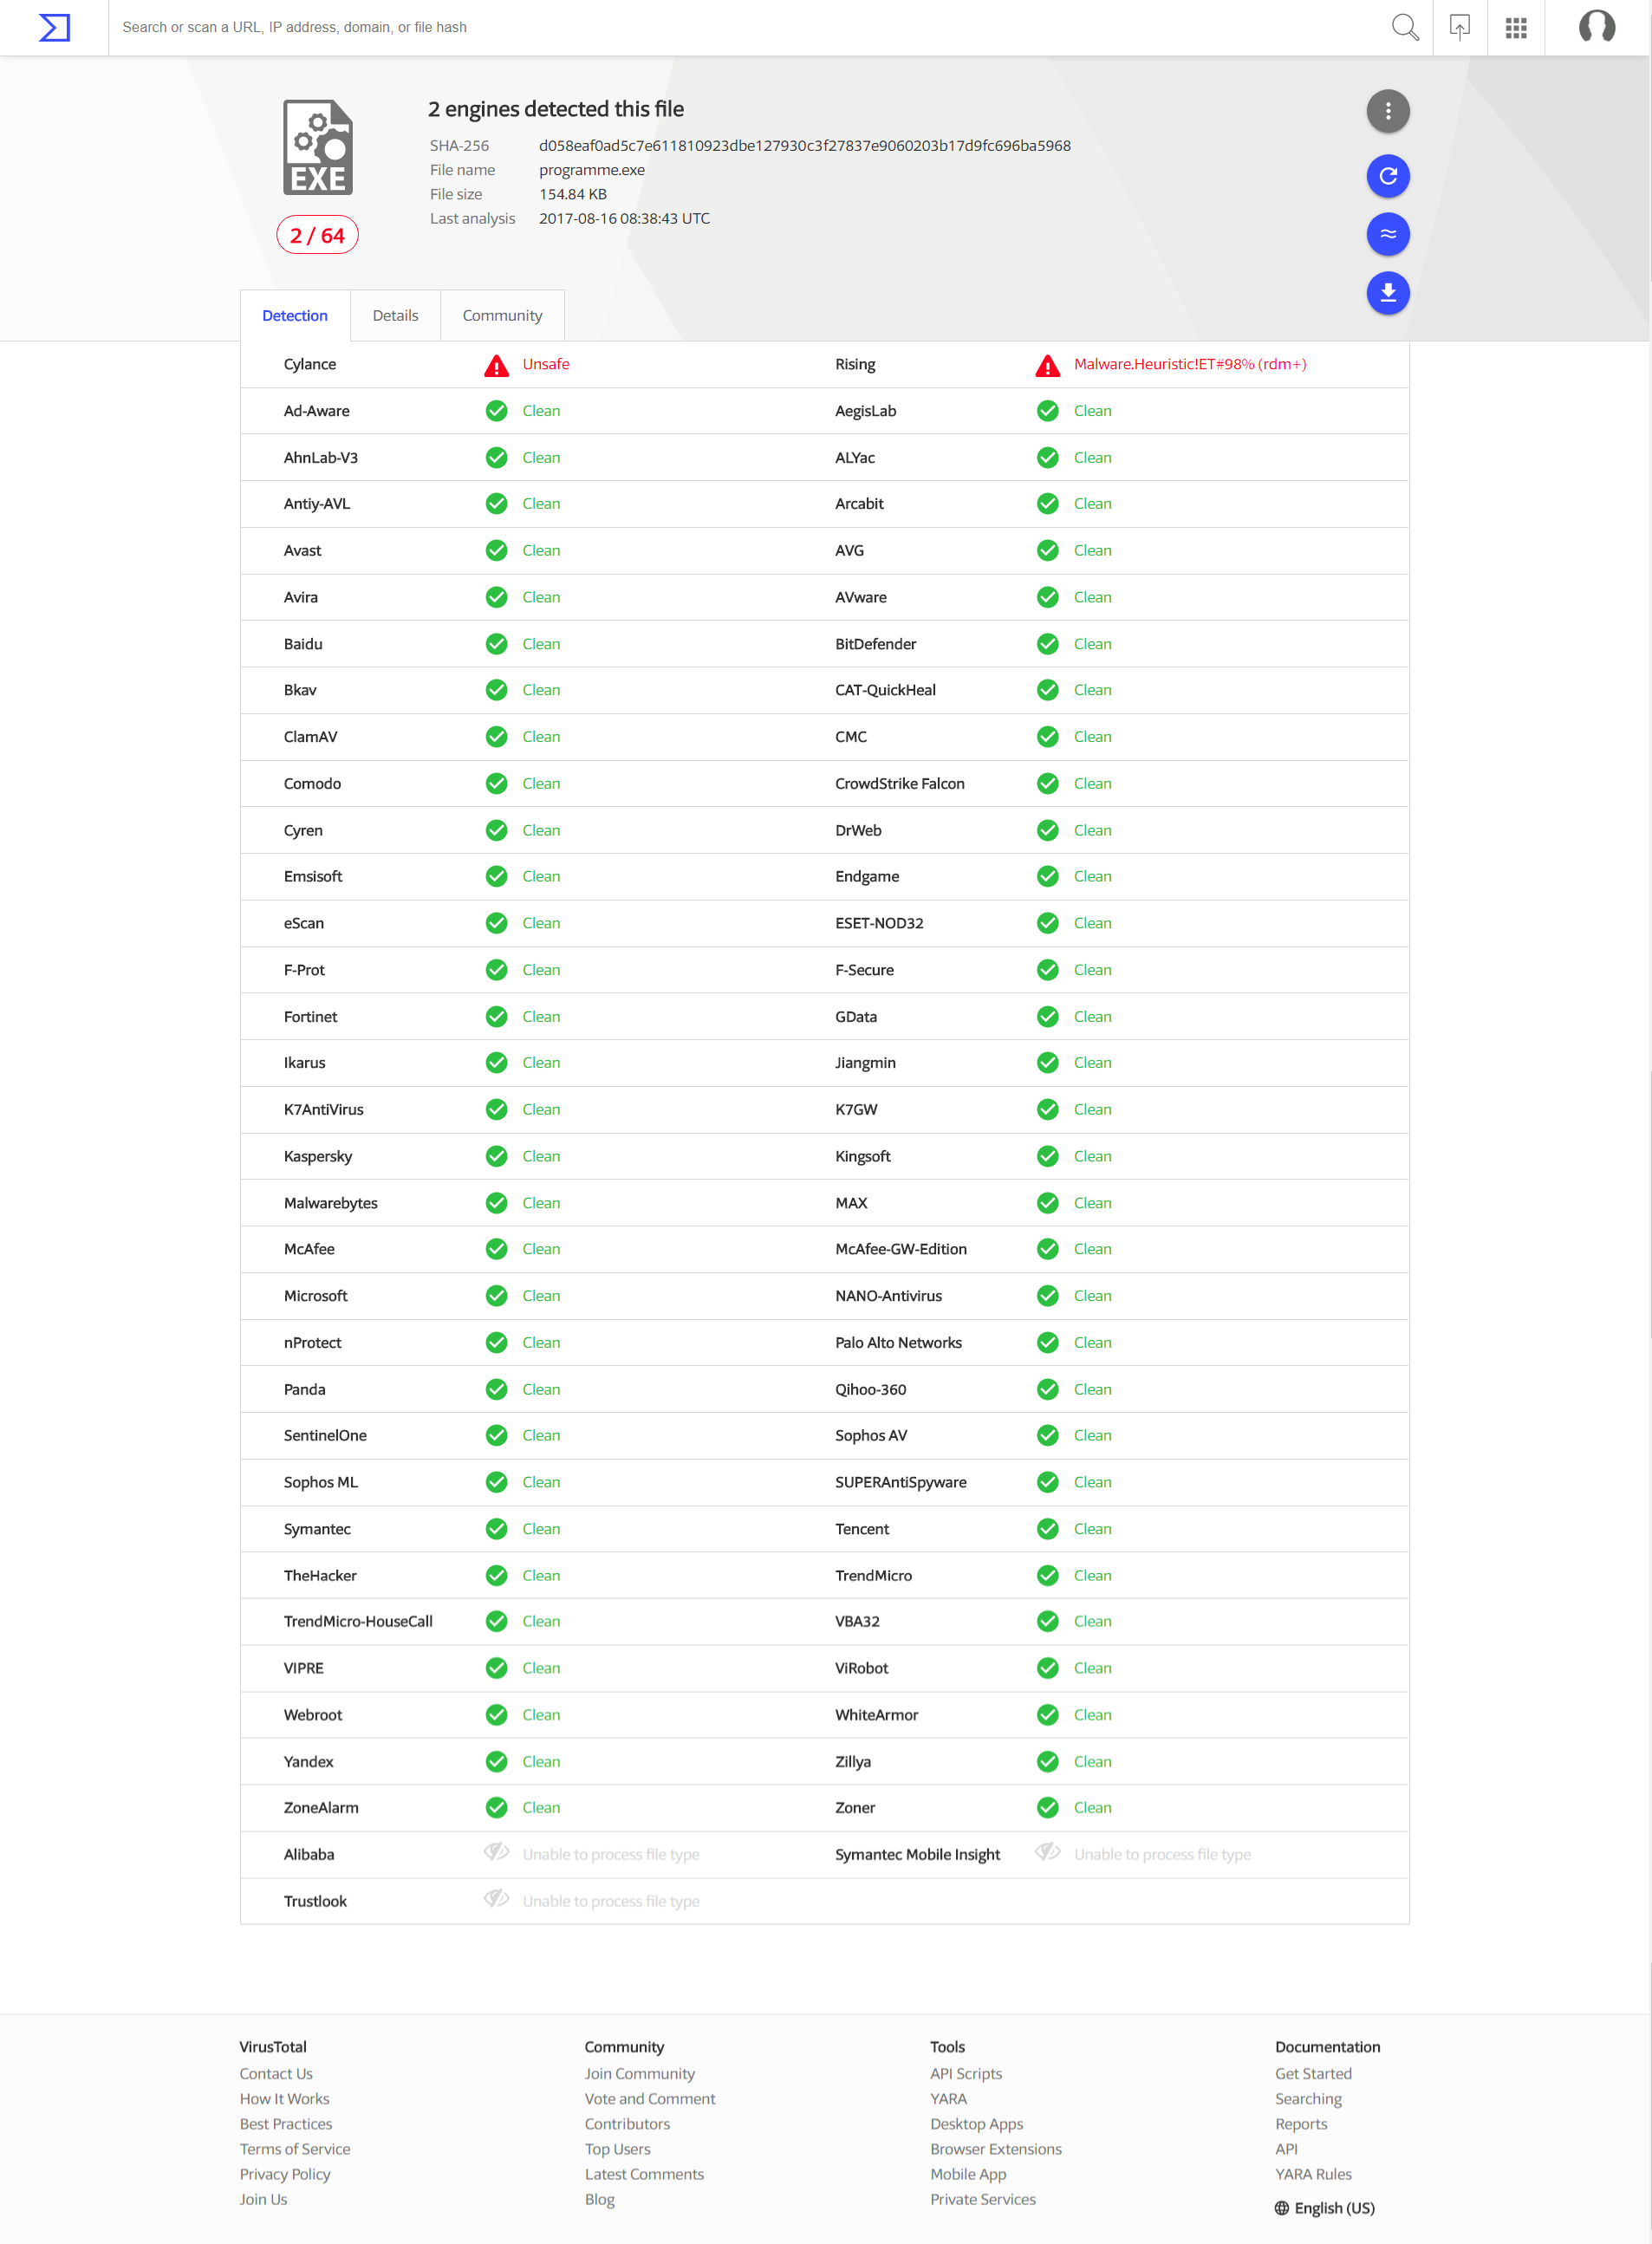 Search or scan a URL, IP address, domain, or file hash
2 engines detected this file
SHA-256 d058eaf0ad5c7e611810923dbe127930c3f27837e9060203b17d9fc696ba5968
File name programme.exe
File size 154.84 KB
Last analysis 2017-08-16 08:38:43 UTC
EXE
2 / 64
Detection Details Community
Cylance Unsafe Rising Malware.Heuristic!ET#98% (rdm+)
Ad-Aware Clean AegisLab Clean
AhnLab-V3 Clean ALYac Clean
Antiy-AVL Clean Arcabit Clean
Avast Clean AVG Clean
Avira Clean AVware Clean
Baidu Clean BitDefender Clean
Bkav Clean CAT-QuickHeal Clean
ClamAV Clean CMC Clean
Comodo Clean CrowdStrike Falcon Clean
Cyren Clean DrWeb Clean
Emsisoft Clean Endgame Clean
eScan Clean ESET-NOD32 Clean
F-Prot Clean F-Secure Clean
Fortinet Clean GData Clean
Ikarus Clean Jiangmin Clean
K7AntiVirus Clean K7GW Clean
Kaspersky Clean Kingsoft Clean
Malwarebytes Clean MAX Clean
McAfee Clean McAfee-GW-Edition Clean
Microsoft Clean NANO-Antivirus Clean
nProtect Clean Palo Alto Networks Clean
Panda Clean Qihoo-360 Clean
SentinelOne Clean Sophos AV Clean
Sophos ML Clean SUPERAntiSpyware Clean
Symantec Clean Tencent Clean
TheHacker Clean TrendMicro Clean
TrendMicro-HouseCall Clean VBA32 Clean
VIPRE Clean ViRobot Clean
Webroot Clean WhiteArmor Clean
Yandex Clean Zillya Clean
ZoneAlarm Clean Zoner Clean
Alibaba Unable to process file type Symantec Mobile Insight Unable to process file type
Trustlook Unable to process file type
VirusTotal Community Tools Documentation
Contact Us Join Community API Scripts Get Started
How It Works Vote and Comment YARA Searching
Best Practices Contributors Desktop Apps Reports
Terms of Service Top Users Browser Extensions API
Privacy Policy Latest Comments Mobile App YARA Rules
Join Us Blog Private Services
English (US)